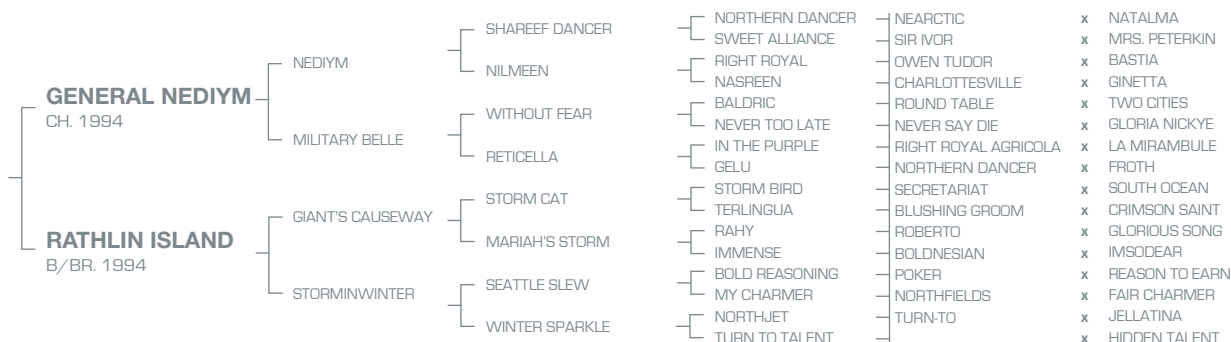 GENERAL NEDIYM
CH. 1994
RATHLIN ISLAND
B/BR. 1994
NEDIYM
MILITARY BELLE
GIANT'S CAUSEWAY
STORMINWINTER
SHAREEF DANCER
NILMEEN
WITHOUT FEAR
RETICELLA
STORM CAT
MARIAH'S STORM
SEATTLE SLEW
WINTER SPARKLE
NORTHERN DANCER
SWEET ALLIANCE
RIGHT ROYAL
NASREEN
BALDRIC
NEVER TOO LATE
IN THE PURPLE
GELU
STORM BIRD
TERLINGUA
RAHY
IMMENSE
BOLD REASONING
MY CHARMER
NORTHJET
TURN TO TALENT
NEARCTIC x NATALMA
SIR IVOR x MRS. PETERKIN
OWEN TUDOR x BASTIA
CHARLOTTESVILLE x GINETTA
ROUND TABLE x TWO CITIES
NEVER SAY DIE x GLORIA NICKYE
RIGHT ROYAL AGRICOLA x LA MIRAMBULE
NORTHERN DANCER x FROTH
SECRETARIAT x SOUTH OCEAN
BLUSHING GROOM x CRIMSON SAINT
ROBERTO x GLORIOUS SONG
BOLDNESIAN x IMSODEAR
POKER x REASON TO EARN
NORTHFIELDS x FAIR CHARMER
TURN-TO x JELLATINA
x HIDDEN TALENT